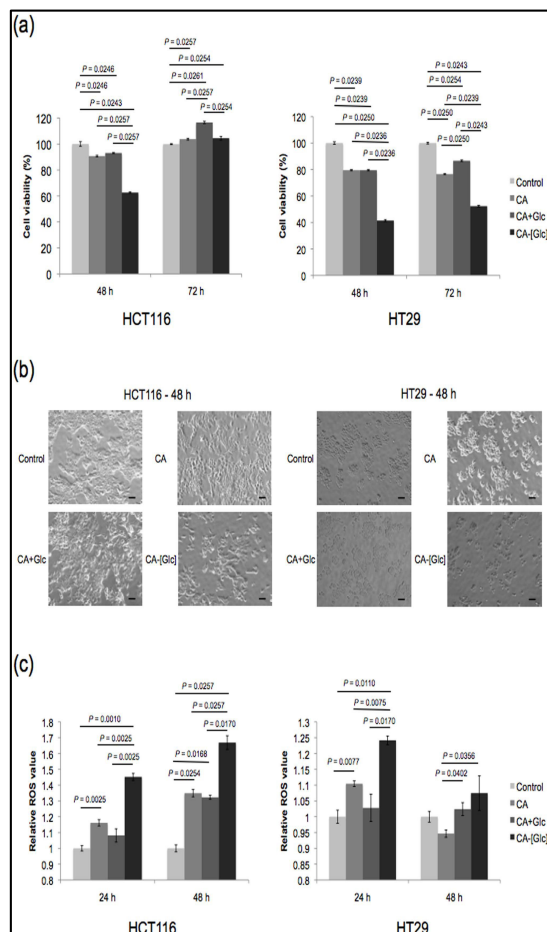 (a)
P = 0.0246
P = 0.0246
P = 0.0243
P = 0.0257
P = 0.0257
P = 0.0257
P = 0.0254
P = 0.0261
P = 0.0257
P = 0.0254
Cell viability (%)
120
100
80
60
40
20
0
48 h
72 h
HCT116
P = 0.0239
P = 0.0239
P = 0.0250
P = 0.0236
P = 0.0236
P = 0.0243
P = 0.0254
P = 0.0239
P = 0.0250
P = 0.0243
P = 0.0250
Cell viability (%)
120
100
80
60
40
20
0
48 h
72 h
HT29
Control
CA
CA+Glc
CA-[Glc]
(b)
HCT116 - 48 h
HT29 - 48 h
Control
CA
Control
CA
CA+Glc
CA-[Glc]
CA+Glc
CA-[Glc]
(c)
P = 0.0010
P = 0.0025
P = 0.0025
P = 0.0025
P = 0.0257
P = 0.0257
P = 0.0170
P = 0.0168
P = 0.0254
Relative ROS value
1.8
1.7
1.6
1.5
1.4
1.3
1.2
1.1
1
0.9
0.8
24 h
48 h
HCT116
P = 0.0110
P = 0.0075
P = 0.0170
P = 0.0077
P = 0.0356
P = 0.0402
Relative ROS value
1.3
1.25
1.2
1.15
1.1
1.05
1
0.95
0.9
0.85
0.8
24 h
48 h
HT29
Control
CA
CA+Glc
CA-[Glc]